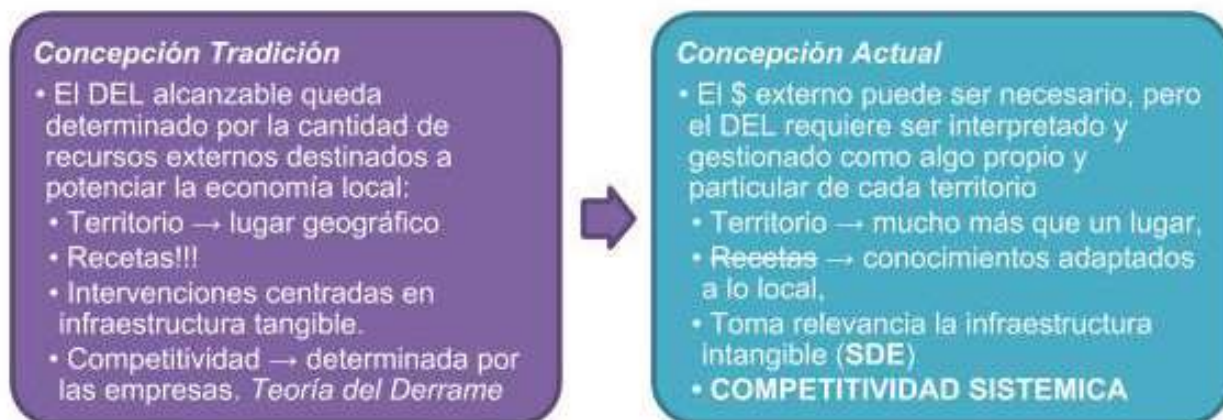 Concepción Tradición
• El DEL alcanzable queda
determinado por la cantidad de
recursos externos destinados a
potenciar la economía local:
• Territorio → lugar geográfico
• Recetas!!!
• Intervenciones centradas en
infraestructura tangible.
• Competitividad → determinada por
las empresas. Teoría del Derrame
Concepción Actual
• El $ externo puede ser necesario, pero
el DEL requiere ser interpretado y
gestionado como algo propio y
particular de cada territorio
• Territorio → mucho más que un lugar,
• Recetas → conocimientos adaptados
a lo local,
• Toma relevancia la infraestructura
intangible (SDE)
• COMPETITIVIDAD SISTEMICA